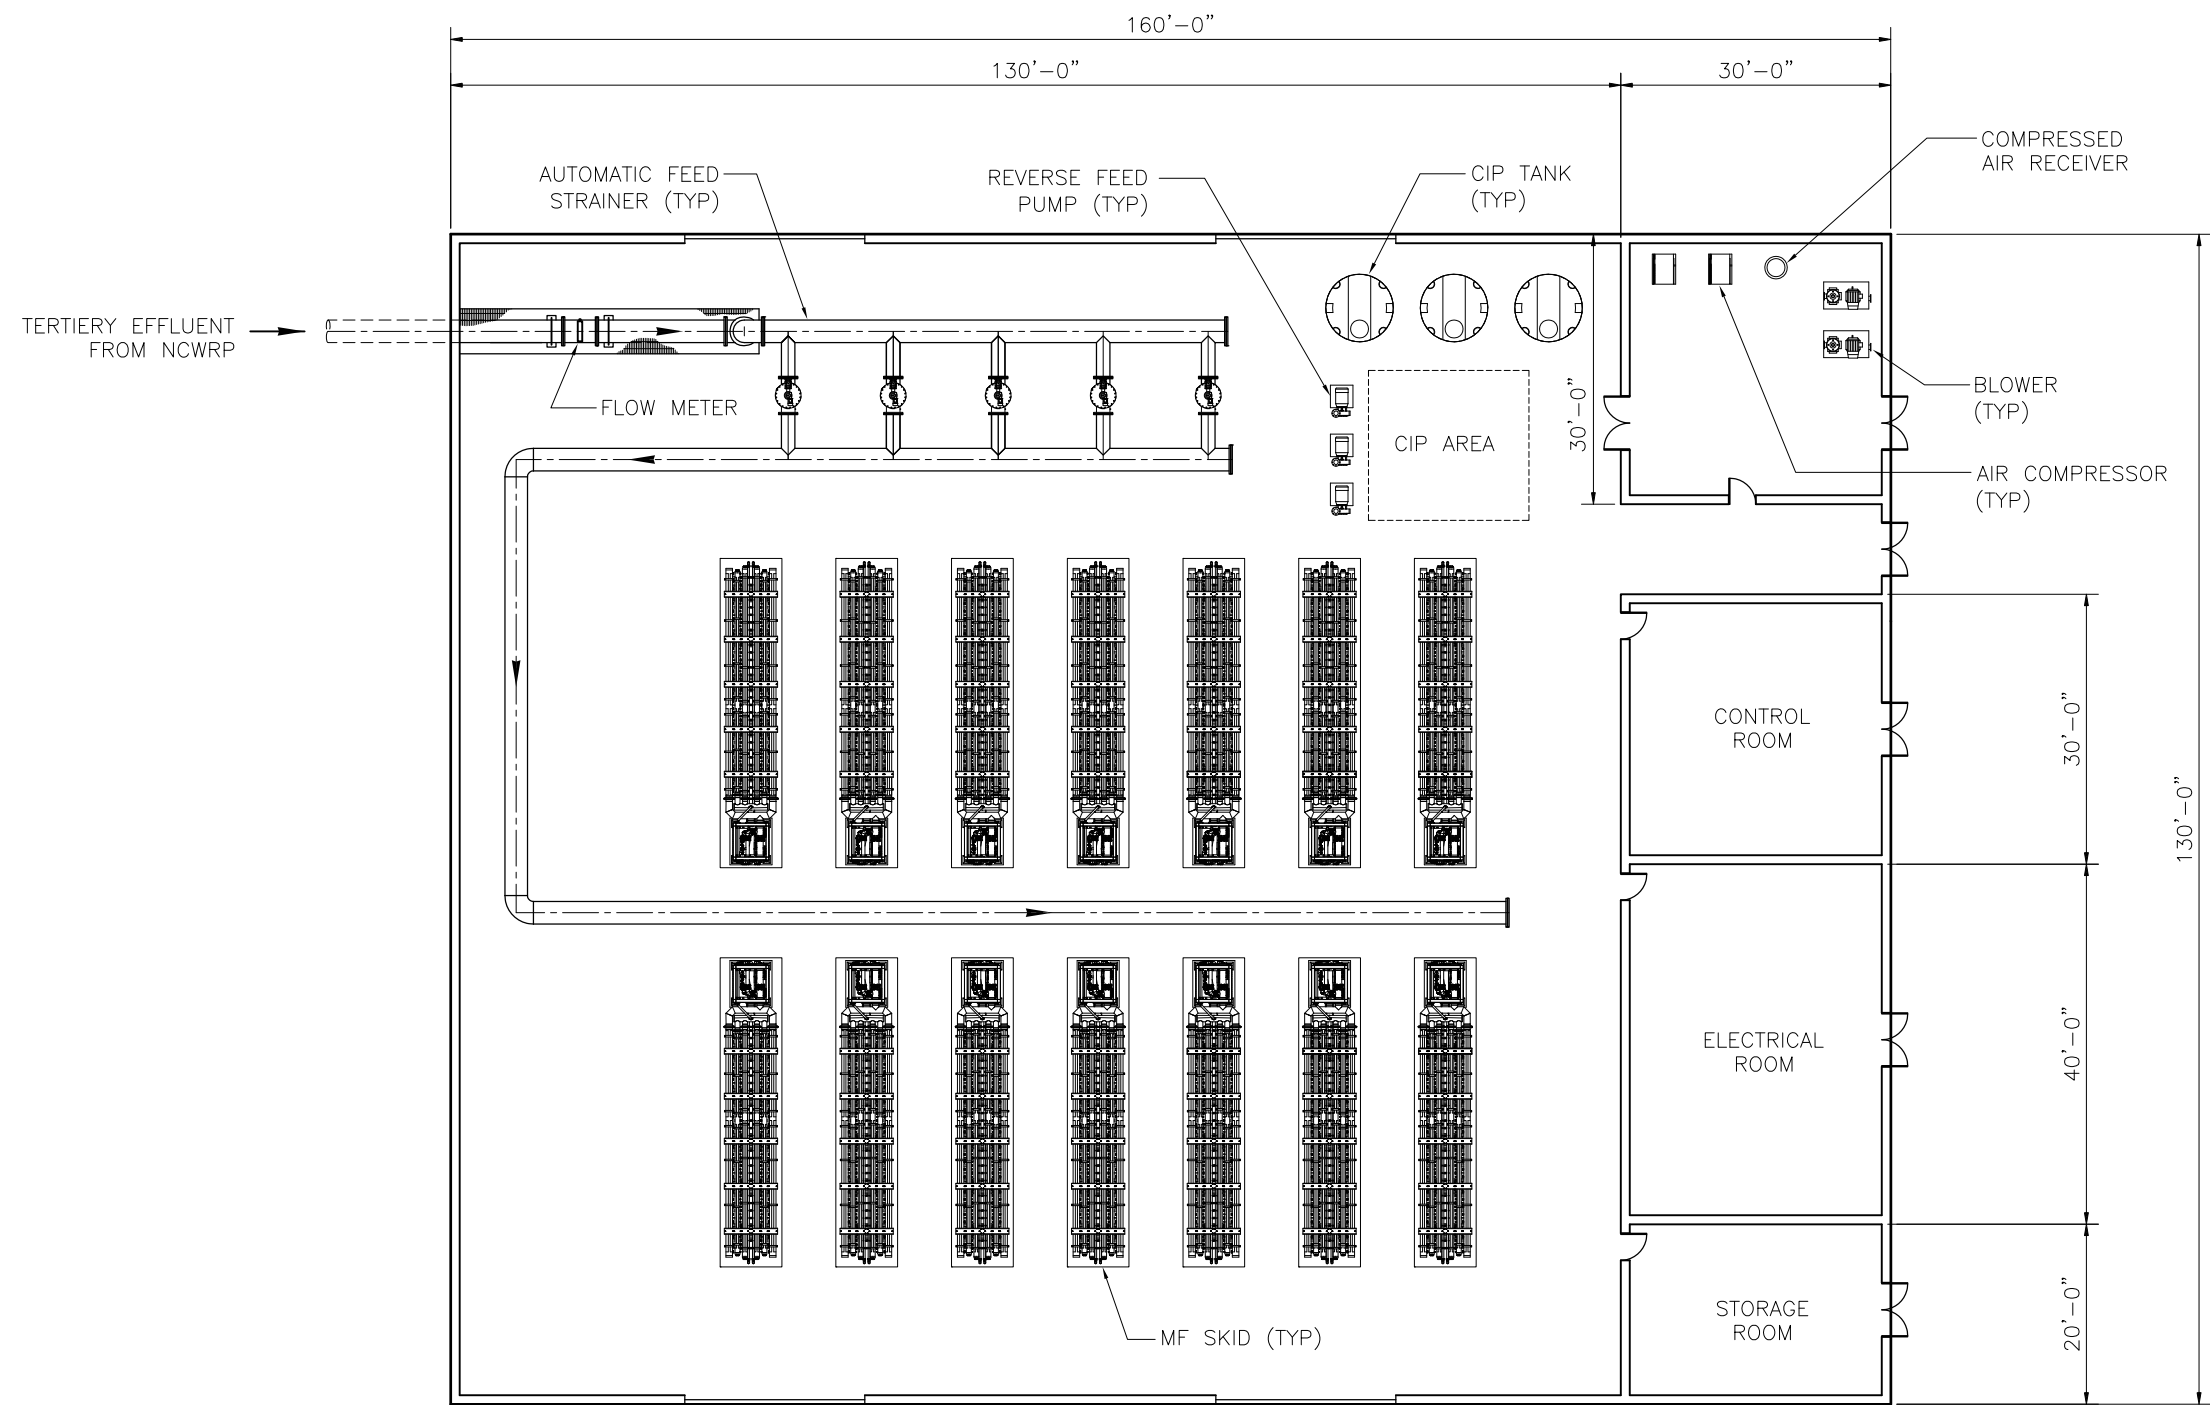 160'-0"
130'-0"
30'-0"
COMPRESSED
AIR RECEIVER
AUTOMATIC FEED
STRAINER (TYP)
REVERSE FEED
PUMP (TYP)
CIP TANK
(TYP)
TERTIERY EFFLUENT
FROM NCWRP
FLOW METER
CIP AREA
30'-0"
BLOWER
(TYP)
AIR COMPRESSOR
(TYP)
CONTROL
ROOM
30'-0"
130'-0"
ELECTRICAL
ROOM
40'-0"
STORAGE
ROOM
20'-0"
MF SKID (TYP)